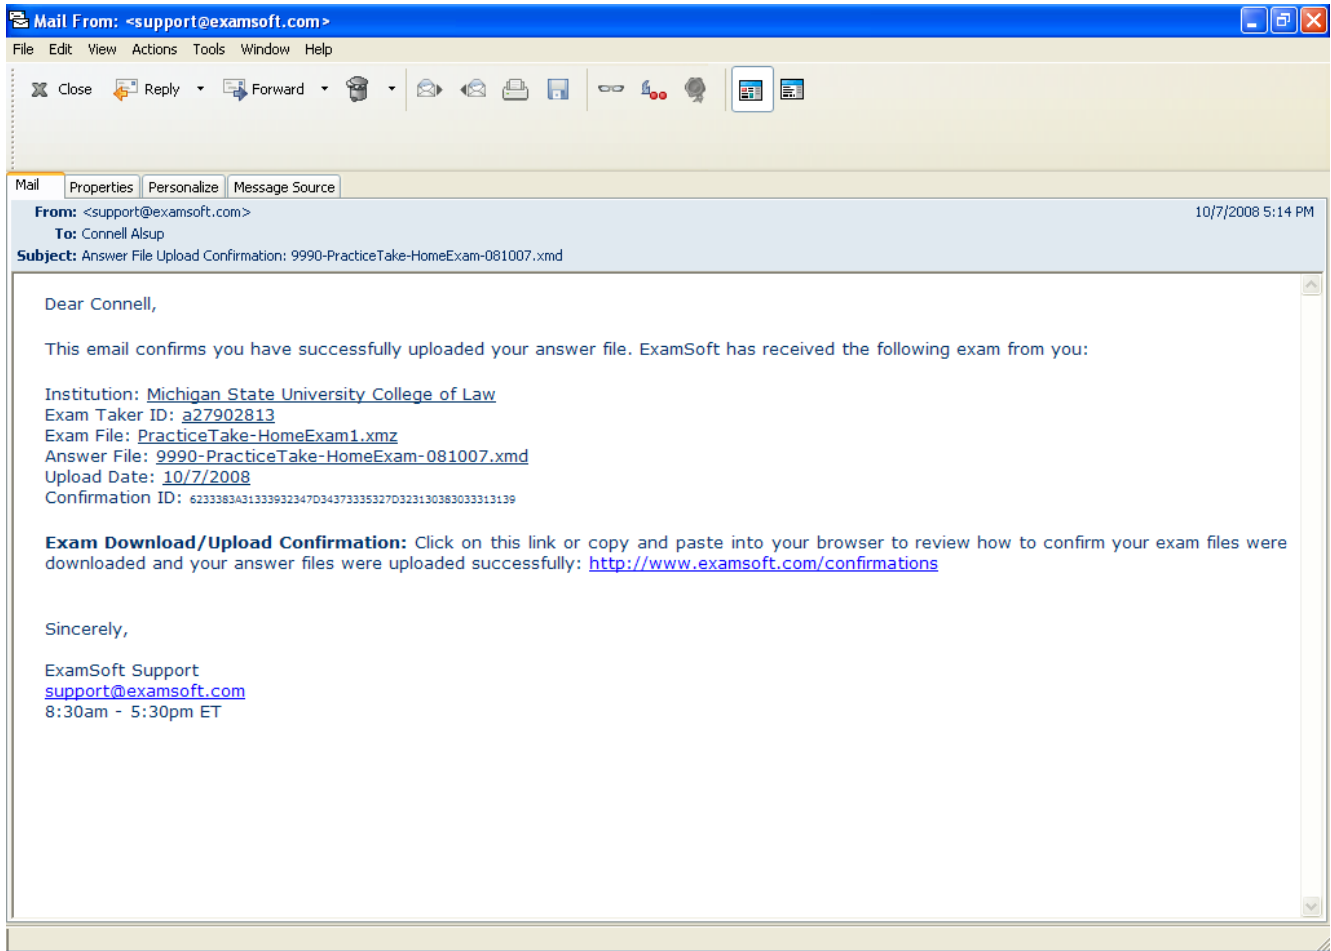 Mail From: <support@examsoft.com>
File Edit View Actions Tools Window Help
Close Reply Forward
Mail Properties Personalize Message Source
From: <support@examsoft.com> 10/7/2008 5:14 PM
To: Connell Alsup
Subject: Answer File Upload Confirmation: 9990-PracticeTake-HomeExam-081007.xmd
Dear Connell,
This email confirms you have successfully uploaded your answer file. ExamSoft has received the following exam from you:
Institution: Michigan State University College of Law
Exam Taker ID: a27902813
Exam File: PracticeTake-HomeExam1.xmz
Answer File: 9990-PracticeTake-HomeExam-081007.xmd
Upload Date: 10/7/2008
Confirmation ID: 6233383A31333932347D34373335327D323130383033313139
Exam Download/Upload Confirmation: Click on this link or copy and paste into your browser to review how to confirm your exam files were
downloaded and your answer files were uploaded successfully: http://www.examsoft.com/confirmations
Sincerely,
ExamSoft Support
support@examsoft.com
8:30am - 5:30pm ET